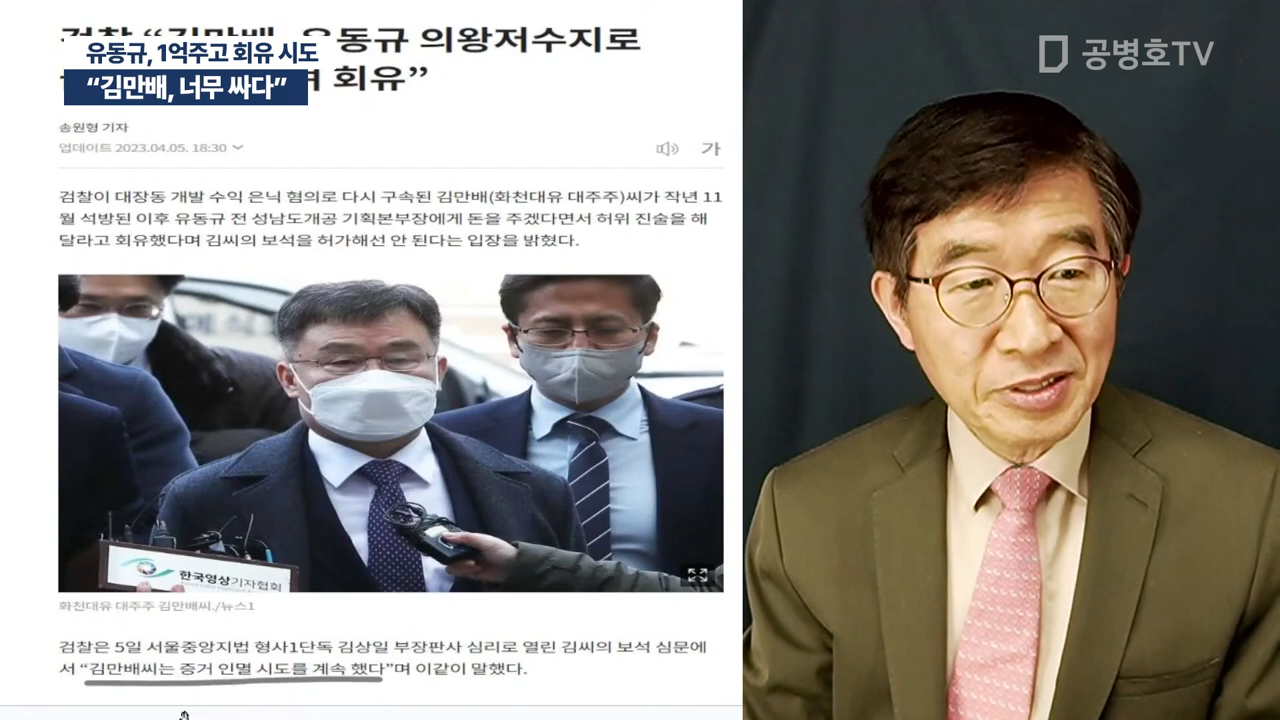 유동규 의왕저수지로
유동규, 1억주고 회유 시도
“김만배, 너무 싸다”
회유”
공병호TV
송원형 기자
업데이트 2023.04.05. 18:30
가
검찰이 대장동 개발 수익 은닉 혐의로 다시 구속된 김만배(화천대유 대주주)씨가 작년 11
월 석방된 이후 유동규 전 성남도개공 기획본부장에게 돈을 주겠다면서 허위 진술을 해
달라고 회유했다며 김씨의 보석을 허가해선 안 된다는 입장을 밝혔다.
한국영상기자협회
화천대유 대주주 김만배씨./뉴스1
검찰은 5일 서울중앙지법 형사1단독 김상일 부장판사 심리로 열린 김씨의 보석 심문에
서 “김만배씨는 증거 인멸 시도를 계속 했다”며 이같이 말했다.